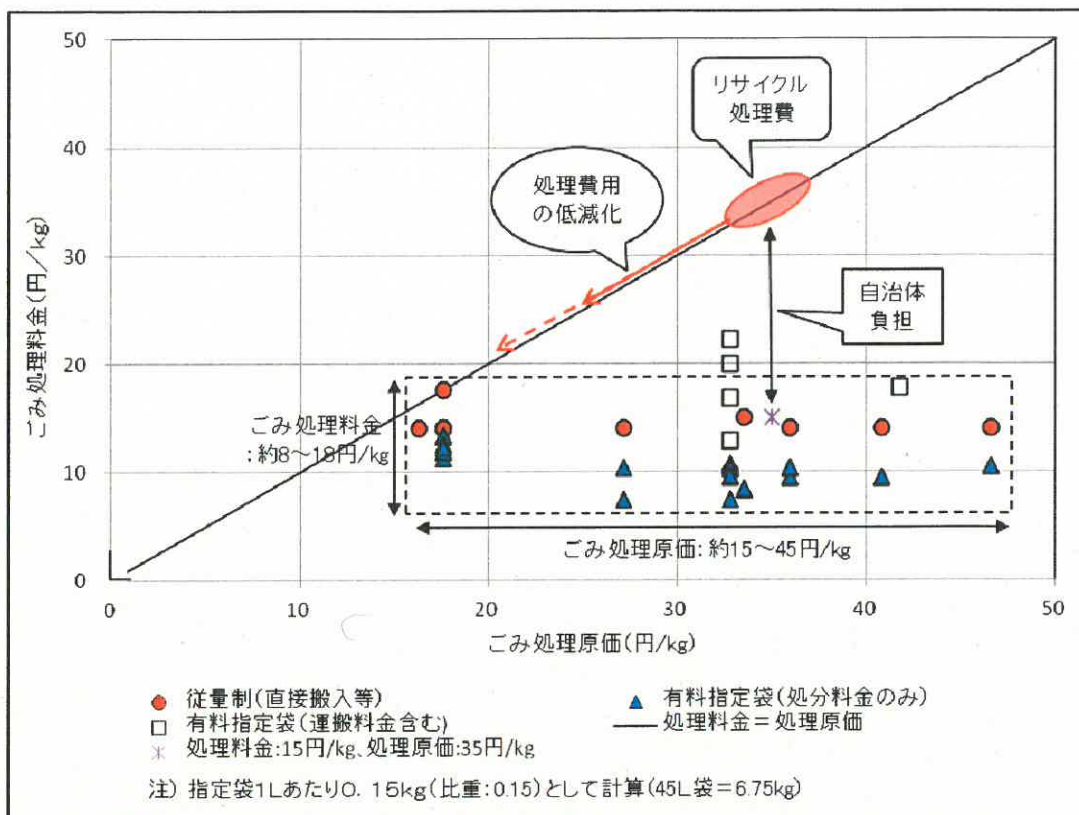 50
40
30
20
10
0
ごみ処理料金(円/kg)
リサイクル
処理費
処理費用
の低減化
自治体
負担
ごみ処理料金
:約8~18円/kg
ごみ処理原価:約15~45円/kg
0
10
20
30
40
50
ごみ処理原価(円/kg)
従量制(直接搬入等)
有料指定袋(処分料金のみ)
有料指定袋(運搬料金含む)
処理料金=処理原価
処理料金:15円/kg、処理原価:35円/kg
注) 指定袋1Lあたり0.15kg(比重:0.15)として計算(45L袋=6.75kg)